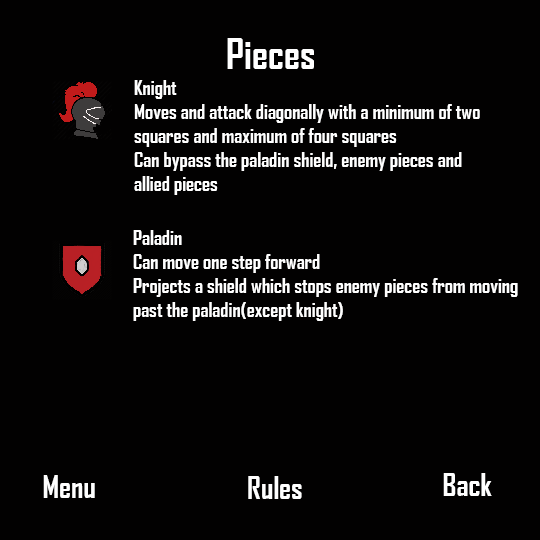 Pieces
Knight
Moves and attack diagonally with a minimum of two
squares and maximum of four squares
Can bypass the paladin shield, enemy pieces and
allied pieces
Paladin
Can move one step forward
Projects a shield which stops enemy pieces from moving
past the paladin(except knight)
Menu
Rules
Back